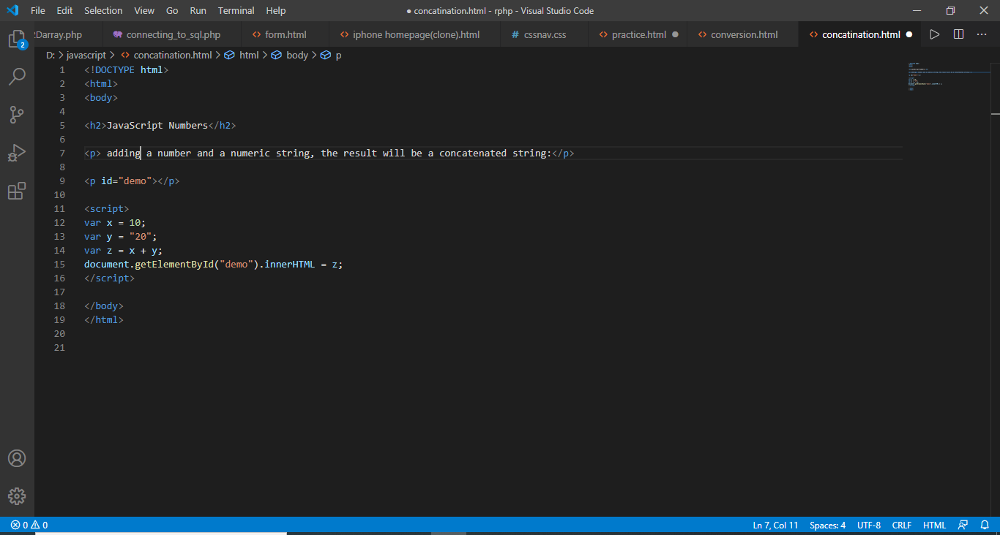 File Edit Selection View Go Run Terminal Help ● concatination.html - rphp - Visual Studio Code
2Darray.php connecting_to_sql.php form.html iphone homepage(clone).html # cssnav.css practice.html ● conversion.html concatination.html ● ···
2
D: > javascript > concatination.html > html > body > p
1 <!DOCTYPE html>
2 <html>
3 <body>
4
5 <h2>JavaScript Numbers</h2>
6
7 <p> adding a number and a numeric string, the result will be a concatenated string:</p>
8
9 <p id="demo"></p>
10
11 <script>
12 var x = 10;
13 var y = "20";
14 var z = x + y;
15 document.getElementById("demo").innerHTML = z;
16 </script>
17
18 </body>
19 </html>
20
21
0 0 Ln 7, Col 11 Spaces: 4 UTF-8 CRLF HTML